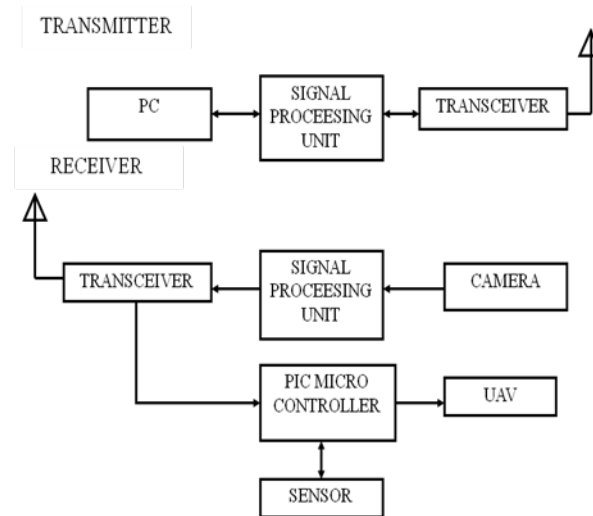 TRANSMITTER
PC
SIGNAL
PROCEESING
UNIT
TRANSCEIVER
RECEIVER
TRANSCEIVER
SIGNAL
PROCEESING
UNIT
CAMERA
PIC MICRO
CONTROLLER
UAV
SENSOR